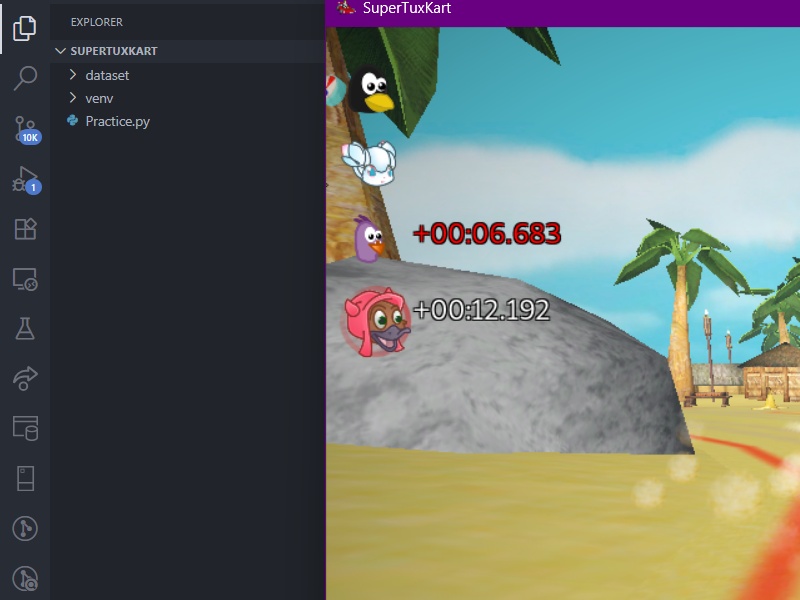 EXPLORER
SUPERTUXKART
dataset
venv
Practice.py
10K
1
SuperTuxKart
+00:06.683
+00:12.192